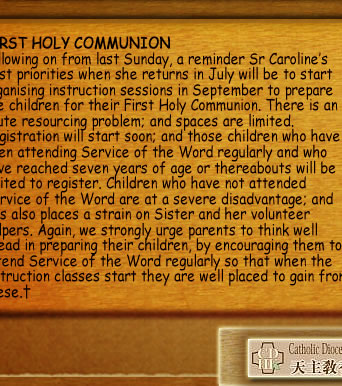 RST HOLY COMMUNION
llowing on from last Sunday, a reminder Sr Caroline's
st priorities when she returns in July will be to start
ganising instruction sessions in September to prepare
e children for their First Holy Communion. There is an
ute resourcing problem; and spaces are limited.
gistration will start soon; and those children who have
en attending Service of the Word regularly and who
ve reached seven years of age or thereabouts will be
ited to register. Children who have not attended
rvice of the Word are at a severe disadvantage; and
s also places a strain on Sister and her volunteer
lpers. Again, we strongly urge parents to think well
ead in preparing their children, by encouraging them to
tend Service of the Word regularly so that when the
struction classes start they are well placed to gain from
ese.†
Catholic Dioce
天主教